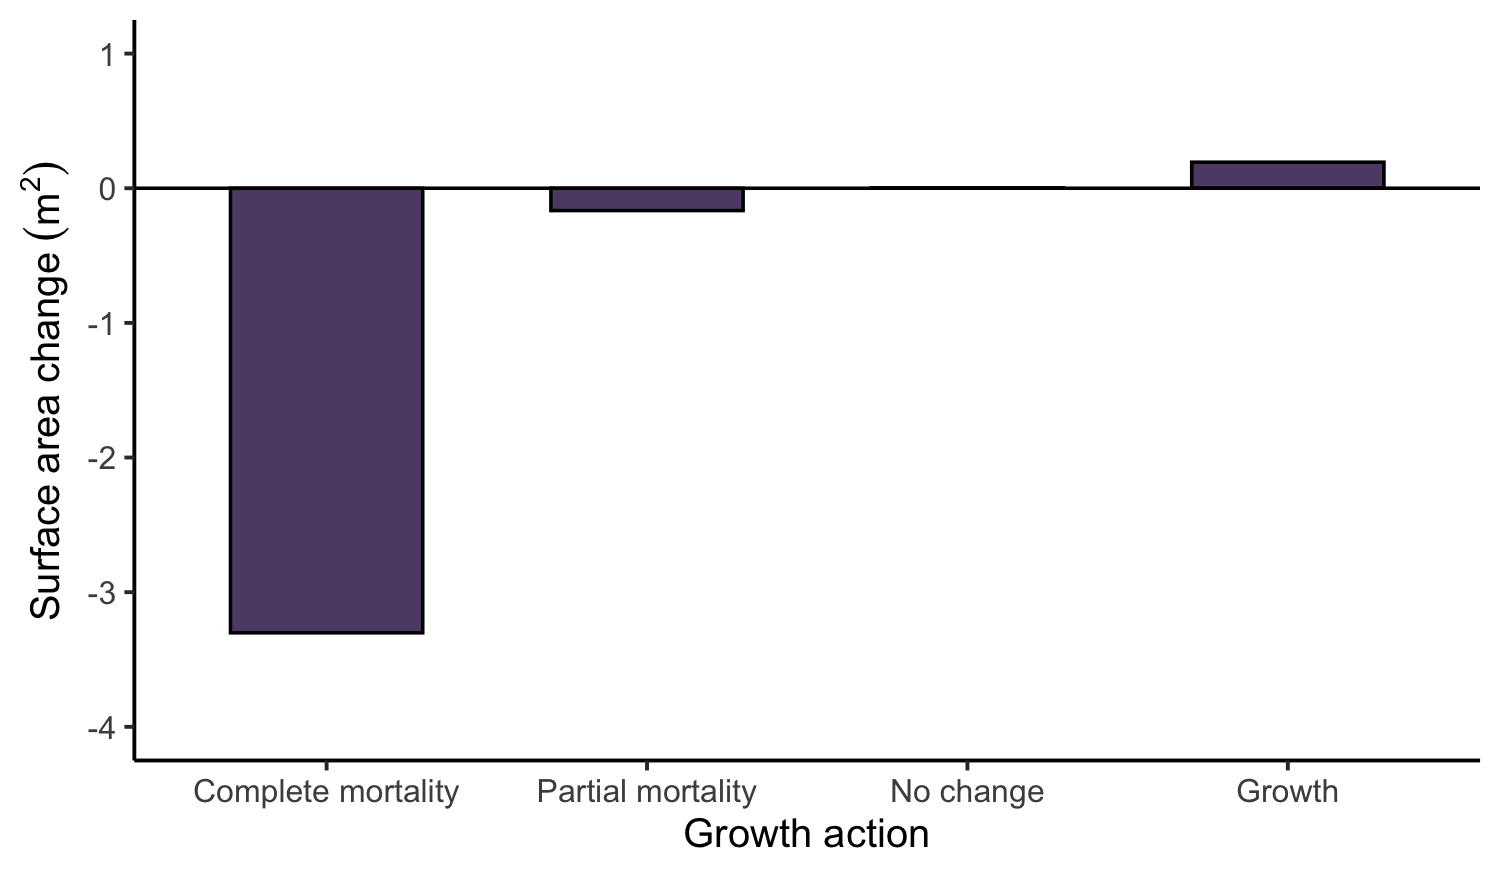 Surface area change (m²)
1
0
-1
-2
-3
-4
Complete mortality
Partial mortality
No change
Growth
Growth action